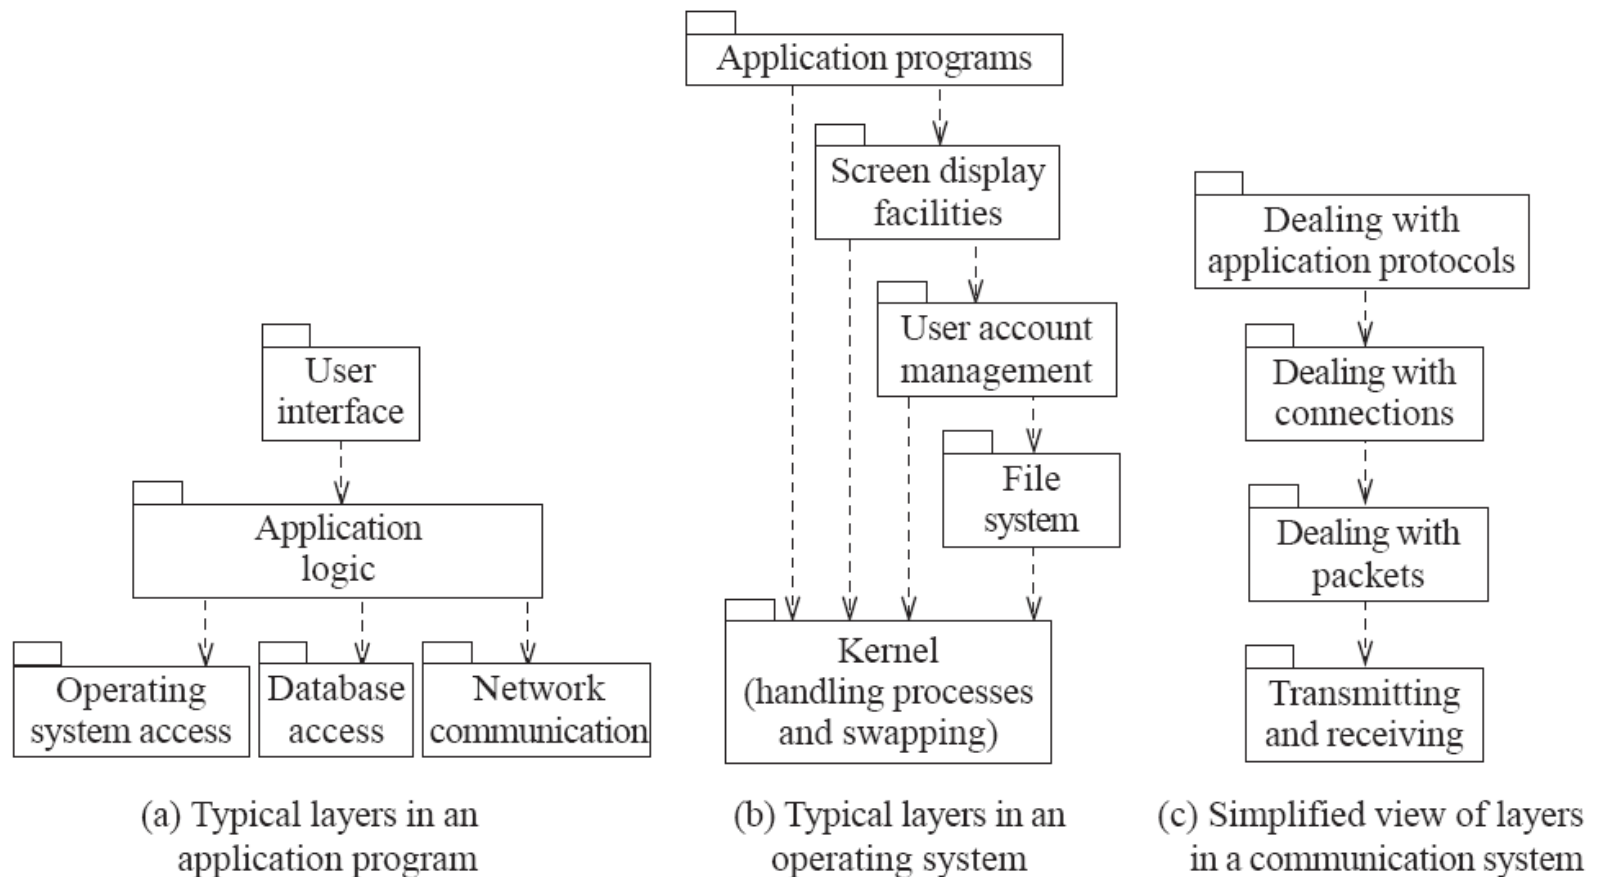 User
interface
Application
logic
Operating
system access
Database
access
Network
communication
(a) Typical layers in an
application program
Application programs
Screen display
facilities
User account
management
File
system
Kernel
(handling processes
and swapping)
(b) Typical layers in an
operating system
Dealing with
application protocols
Dealing with
connections
Dealing with
packets
Transmitting
and receiving
(c) Simplified view of layers
in a communication system